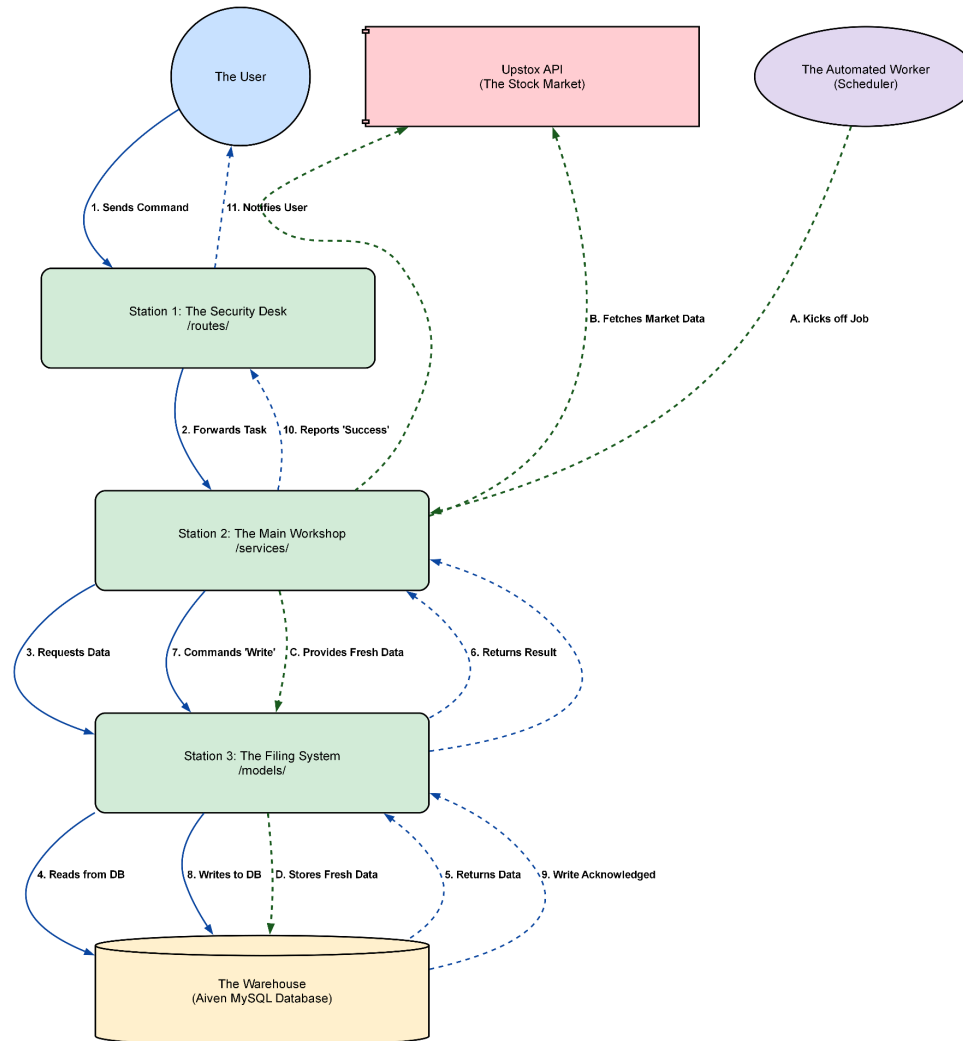 The User
Upstox API
(The Stock Market)
The Automated Worker
(Scheduler)
1. Sends Command
11. Notifies User
Station 1: The Security Desk
/routes/
B. Fetches Market Data
A. Kicks off Job
2. Forwards Task
10. Reports 'Success'
Station 2: The Main Workshop
/services/
3. Requests Data
7. Commands 'Write'
C. Provides Fresh Data
6. Returns Result
Station 3: The Filing System
/models/
4. Reads from DB
8. Writes to DB
D. Stores Fresh Data
5. Returns Data
9. Write Acknowledged
The Warehouse
(Aiven MySQL Database)